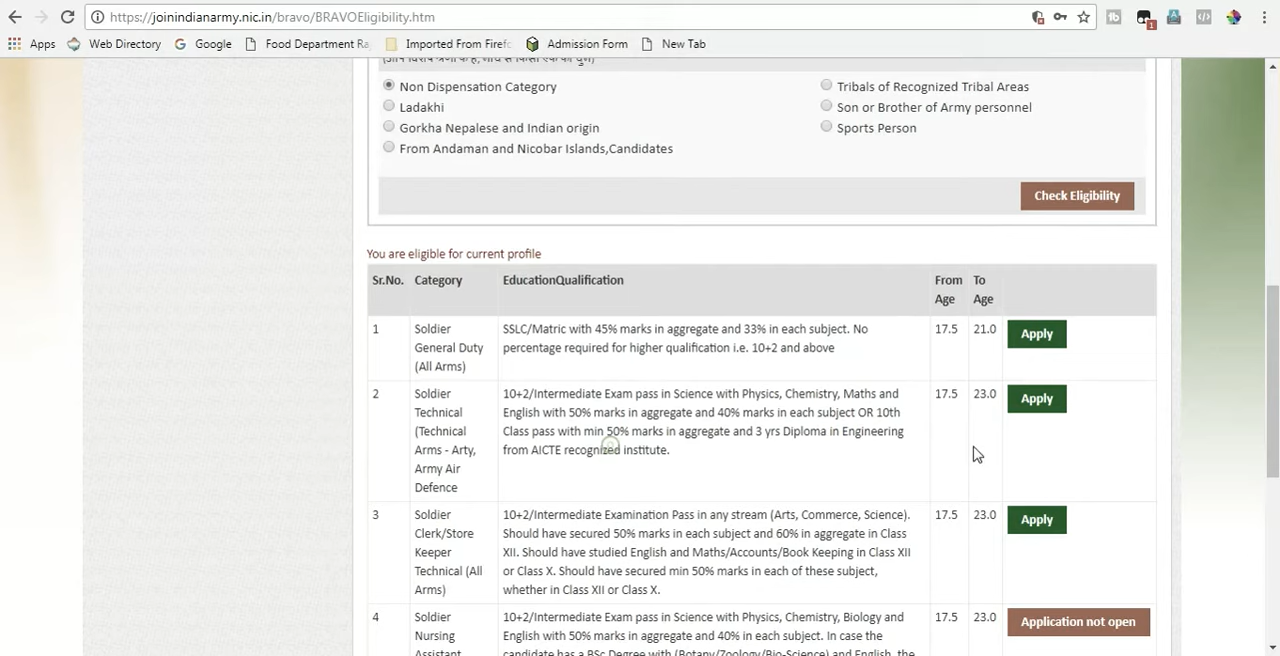 https://joinindianarmy.nic.in/bravo/BRAVOEligibility.htm
Apps Web Directory Google Food Department Ra Imported From Firefo Admission Form New Tab
Non Dispensation Category
Tribals of Recognized Tribal Areas
Ladakhi
Son or Brother of Army personnel
Gorkha Nepalese and Indian origin
Sports Person
From Andaman and Nicobar Islands,Candidates
Check Eligibility
You are eligible for current profile
Sr.No. Category EducationQualification From Age To Age
1 Soldier General Duty (All Arms)
SSLC/Matric with 45% marks in aggregate and 33% in each subject. No
percentage required for higher qualification i.e. 10+2 and above
17.5 21.0 Apply
2 Soldier Technical (Technical Arms - Arty, Army Air Defence
10+2/Intermediate Exam pass in Science with Physics, Chemistry, Maths and
English with 50% marks in aggregate and 40% marks in each subject OR 10th
Class pass with min 50% marks in aggregate and 3 yrs Diploma in Engineering
from AICTE recognized institute.
17.5 23.0 Apply
3 Soldier Clerk/Store Keeper Technical (All Arms)
10+2/Intermediate Examination Pass in any stream (Arts, Commerce, Science).
Should have secured 50% marks in each subject and 60% in aggregate in Class
XII. Should have studied English and Maths/Accounts/Book Keeping in Class XII
or Class X. Should have secured min 50% marks in each of these subject,
whether in Class XII or Class X.
17.5 23.0 Apply
4 Soldier Nursing Assistant
10+2/Intermediate Exam pass in Science with Physics, Chemistry, Biology and
English with 50% marks in aggregate and 40% in each subject. In case the
candidate has a BSc Degree with (Botany/Zoology/Bio-Science) and English, the
17.5 23.0 Application not open